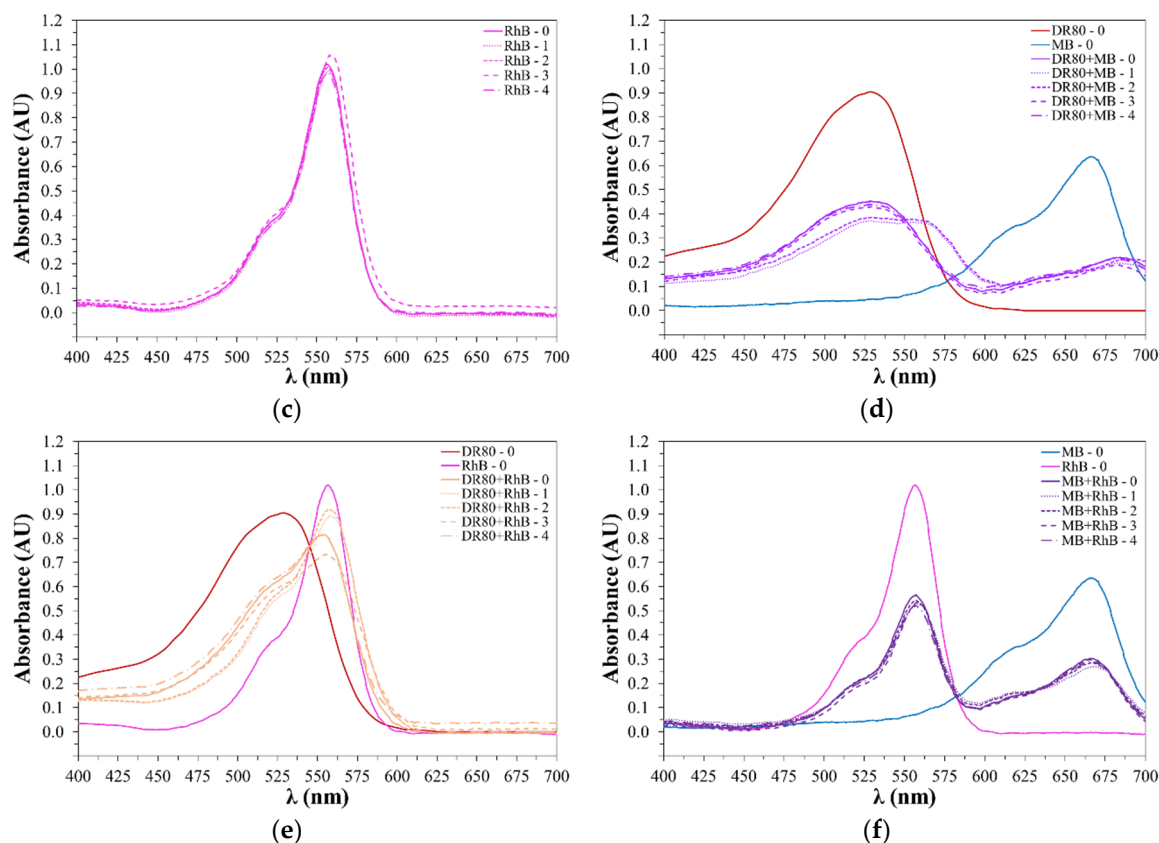 1.2
1.1
1.0
0.9
0.8
0.7
0.6
0.5
0.4
0.3
0.2
0.1
0.0
Absorbance (AU)
RhB - 0
RhB - 1
RhB - 2
RhB - 3
RhB - 4
400 425 450 475 500 525 550 575 600 625 650 675 700
λ (nm)
(c)
1.2
1.1
1.0
0.9
0.8
0.7
0.6
0.5
0.4
0.3
0.2
0.1
0.0
Absorbance (AU)
DR80 - 0
MB - 0
DR80+MB - 0
DR80+MB - 1
DR80+MB - 2
DR80+MB - 3
DR80+MB - 4
400 425 450 475 500 525 550 575 600 625 650 675 700
λ (nm)
(d)
1.2
1.1
1.0
0.9
0.8
0.7
0.6
0.5
0.4
0.3
0.2
0.1
0.0
Absorbance (AU)
DR80 - 0
RhB - 0
DR80+RhB - 0
DR80+RhB - 1
DR80+RhB - 2
DR80+RhB - 3
DR80+RhB - 4
400 425 450 475 500 525 550 575 600 625 650 675 700
λ (nm)
(e)
1.2
1.1
1.0
0.9
0.8
0.7
0.6
0.5
0.4
0.3
0.2
0.1
0.0
Absorbance (AU)
MB - 0
RhB - 0
MB+RhB - 0
MB+RhB - 1
MB+RhB - 2
MB+RhB - 3
MB+RhB - 4
400 425 450 475 500 525 550 575 600 625 650 675 700
λ (nm)
(f)